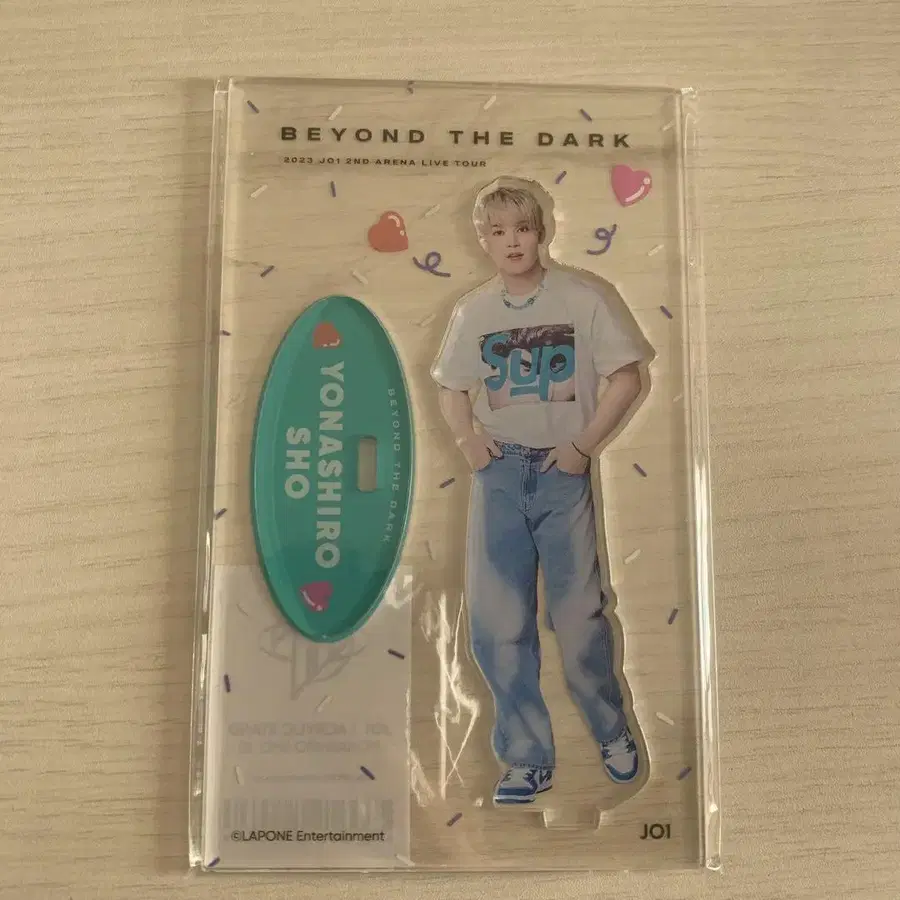 BEYOND THE DARK
2023 JO1 2ND ARENA LIVE TOUR
Sup
YONASHIRO
SHO
BEYOND THE DARK
©LAPONE Entertainment
JO1